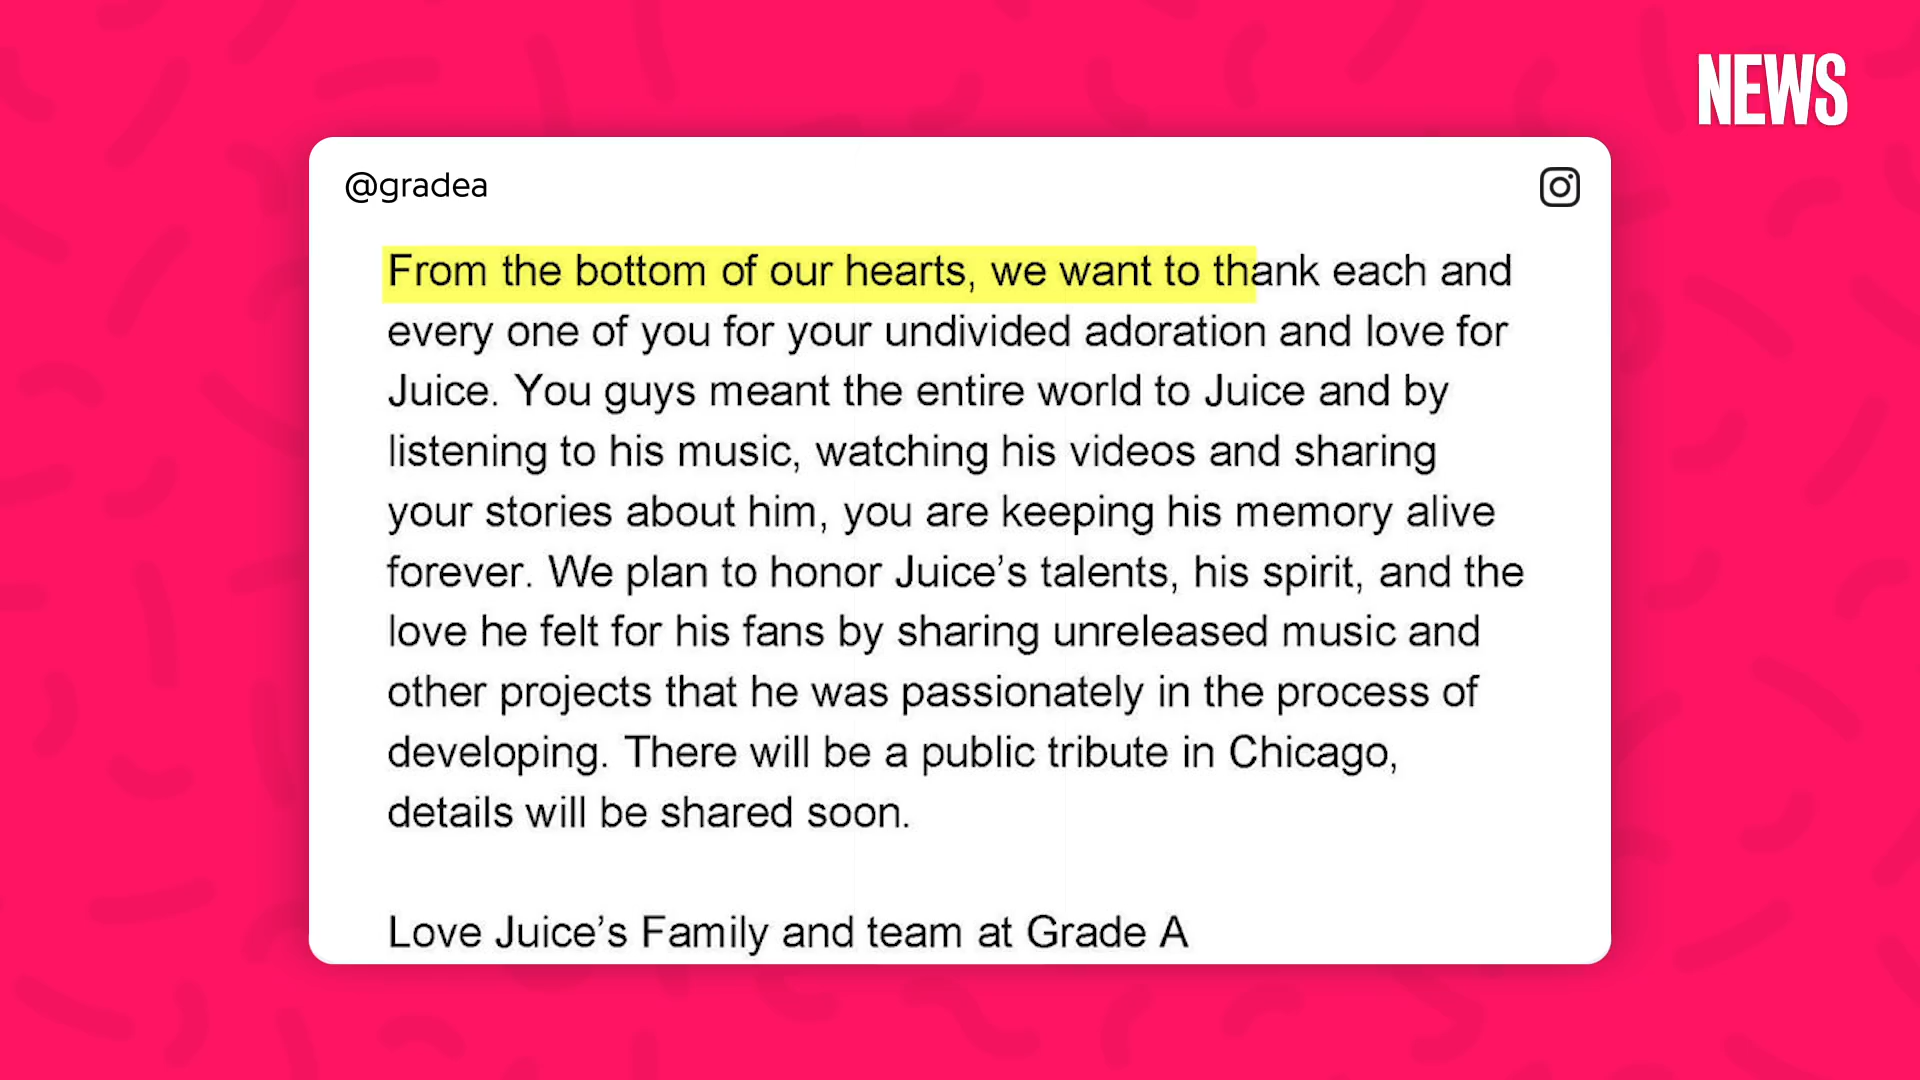 NEWS
@gradea
From the bottom of our hearts, we want to thank each and
every one of you for your undivided adoration and love for
Juice. You guys meant the entire world to Juice and by
listening to his music, watching his videos and sharing
your stories about him, you are keeping his memory alive
forever. We plan to honor Juice’s talents, his spirit, and the
love he felt for his fans by sharing unreleased music and
other projects that he was passionately in the process of
developing. There will be a public tribute in Chicago,
details will be shared soon.
Love Juice’s Family and team at Grade A